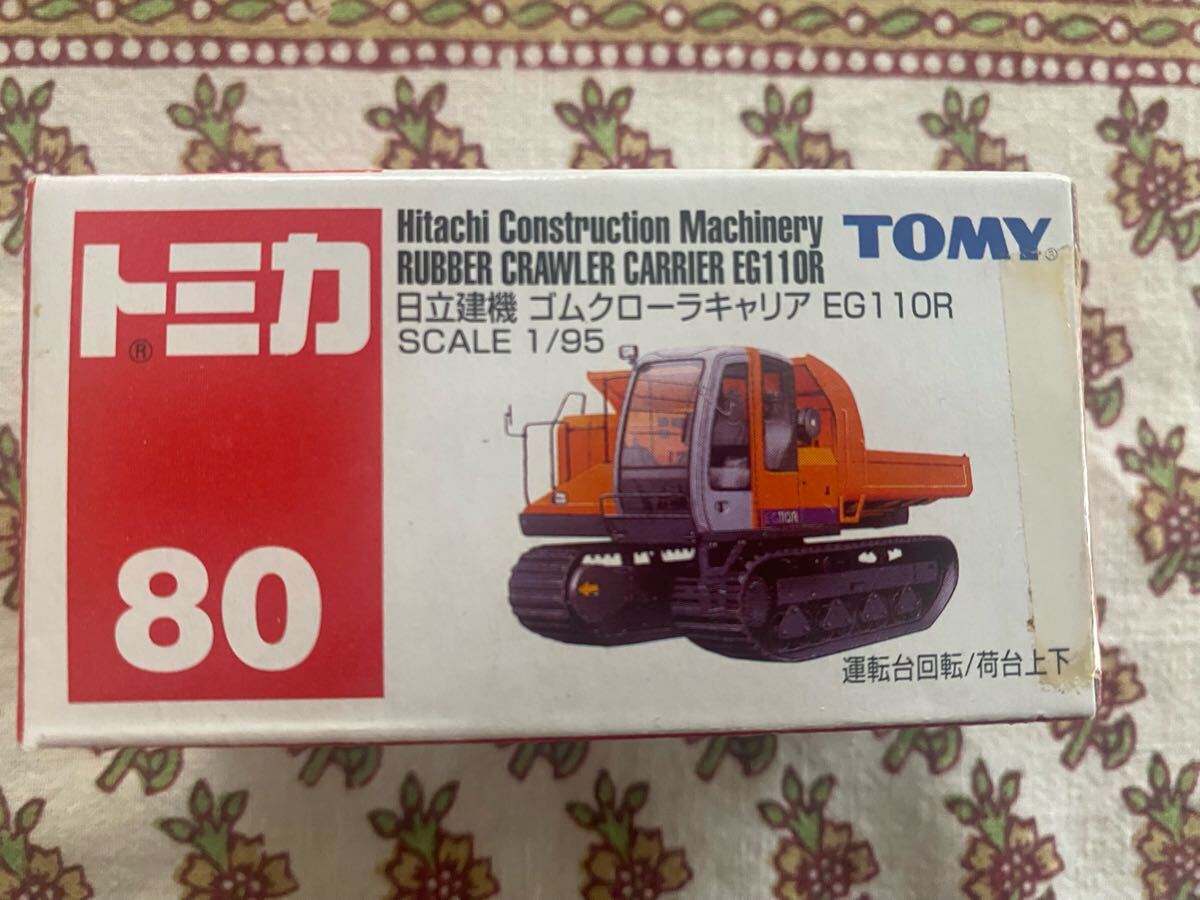 トミカ®
80
Hitachi Construction Machinery
RUBBER CRAWLER CARRIER EG110R
日立建機 ゴムクローラキャリア EG110R
SCALE 1/95
TOMY®
EG110R
運転台回転/荷台上下